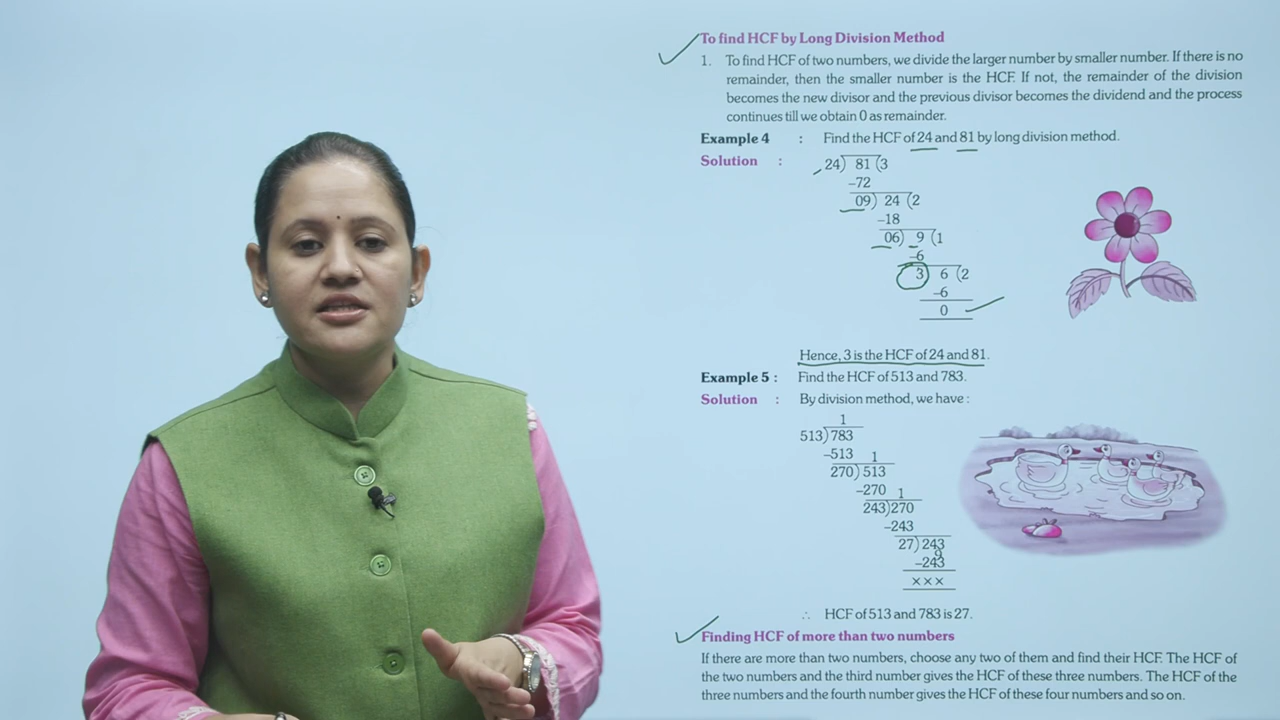 To find HCF by Long Division Method
1. To find HCF of two numbers, we divide the larger number by smaller number. If there is no
remainder, then the smaller number is the HCF. If not, the remainder of the division
becomes the new divisor and the previous divisor becomes the dividend and the process
continues till we obtain 0 as remainder.
Example 4 : Find the HCF of 24 and 81 by long division method.
Solution :
24) 81 (3
–72
09) 24 (2
–18
06) 9 (1
–6
3 6 (2
–6
0
Hence, 3 is the HCF of 24 and 81.
Example 5 : Find the HCF of 513 and 783.
Solution : By division method, we have :
1
513)783
–513 1
270)513
–270 1
243)270
–243
27)243
9
–243
×××
∴ HCF of 513 and 783 is 27.
Finding HCF of more than two numbers
If there are more than two numbers, choose any two of them and find their HCF. The HCF of
the two numbers and the third number gives the HCF of these three numbers. The HCF of the
three numbers and the fourth number gives the HCF of these four numbers and so on.